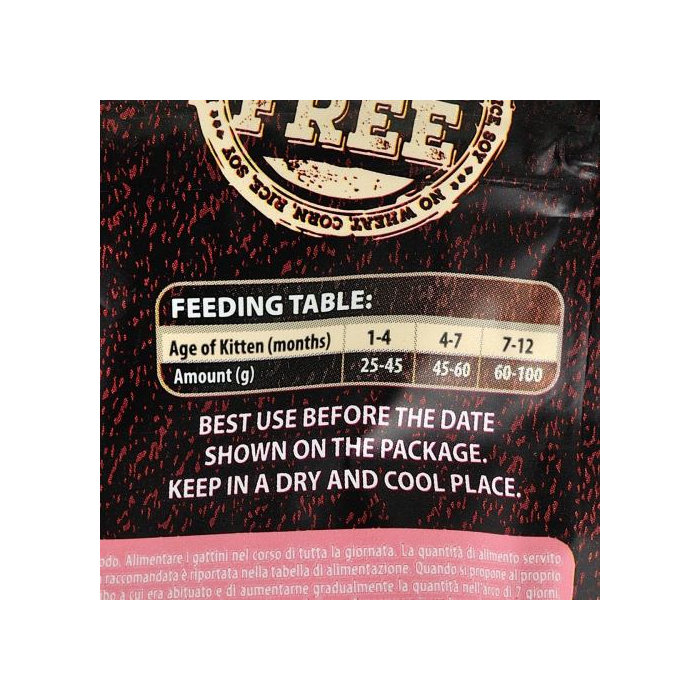 FREE
NO WHEAT, CORN, RICE SOY
RICE SOY
FEEDING TABLE:
Age of Kitten (months) 1-4 4-7 7-12
Amount (g) 25-45 45-60 60-100
BEST USE BEFORE THE DATE
SHOWN ON THE PACKAGE.
KEEP IN A DRY AND COOL PLACE.
odo. Alimentare i gattini nel corso di tutta la giornata. La quantità di alimento servito
raccomandata è riportata nella tabella di alimentazione. Quando si propone al proprio
bo a cui era abituato e di aumentarne gradualmente la quantità nell'arco di 7 giorni.